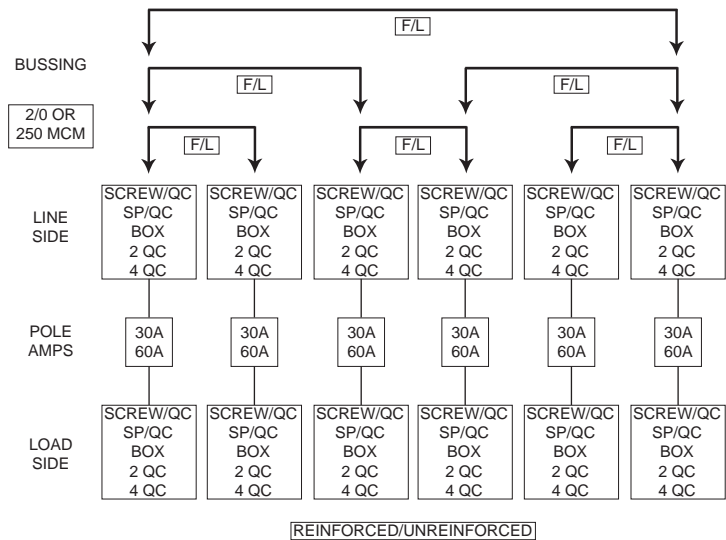 F/L
BUSSING
F/L F/L
2/0 OR
250 MCM
F/L F/L F/L
LINE
SIDE
SCREW/QC SCREW/QC SCREW/QC SCREW/QC SCREW/QC SCREW/QC
SP/QC SP/QC SP/QC SP/QC SP/QC SP/QC
BOX BOX BOX BOX BOX BOX
2 QC 2 QC 2 QC 2 QC 2 QC 2 QC
4 QC 4 QC 4 QC 4 QC 4 QC 4 QC
POLE
AMPS
30A 30A 30A 30A 30A 30A
60A 60A 60A 60A 60A 60A
LOAD
SIDE
SCREW/QC SCREW/QC SCREW/QC SCREW/QC SCREW/QC SCREW/QC
SP/QC SP/QC SP/QC SP/QC SP/QC SP/QC
BOX BOX BOX BOX BOX BOX
2 QC 2 QC 2 QC 2 QC 2 QC 2 QC
4 QC 4 QC 4 QC 4 QC 4 QC 4 QC
REINFORCED/UNREINFORCED